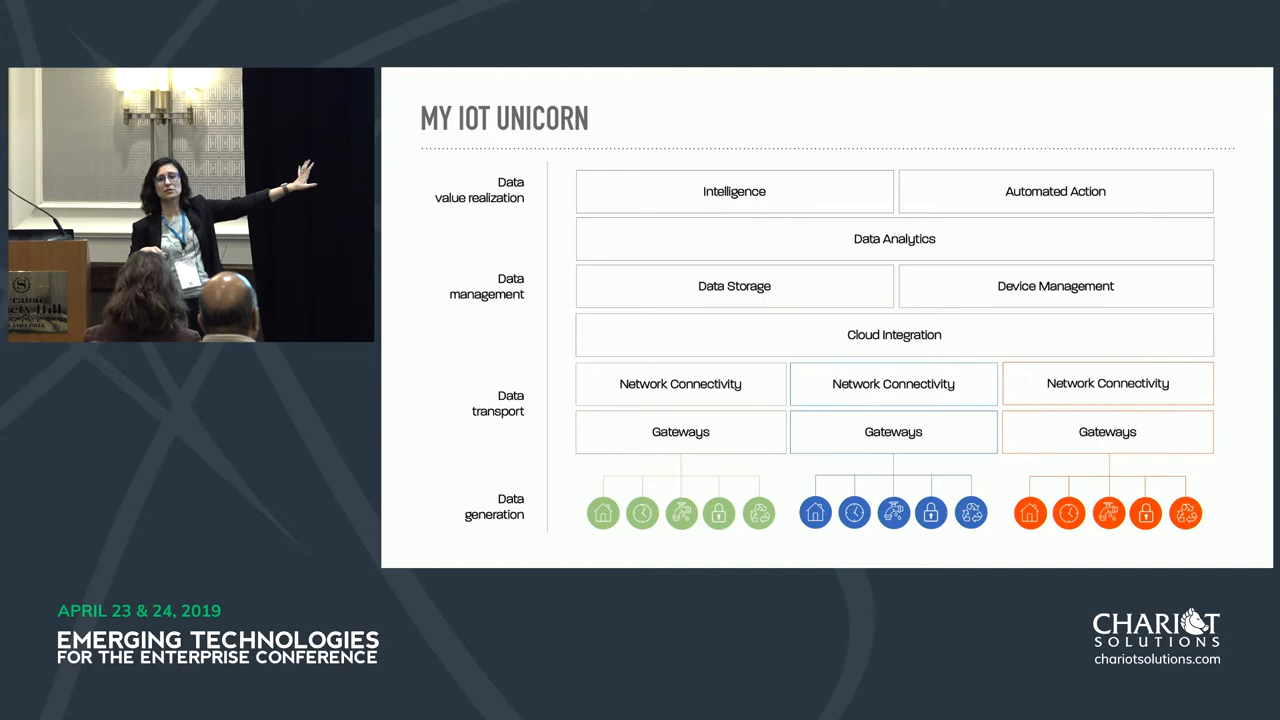 MY IOT UNICORN
Data
value realization
Intelligence
Automated Action
Data Analytics
Data
management
Data Storage
Device Management
Cloud Integration
Data
transport
Network Connectivity
Network Connectivity
Network Connectivity
Gateways
Gateways
Gateways
Data
generation
APRIL 23 & 24, 2019
EMERGING TECHNOLOGIES
FOR THE ENTERPRISE CONFERENCE
CHARIOT
SOLUTIONS
chariotsolutions.com